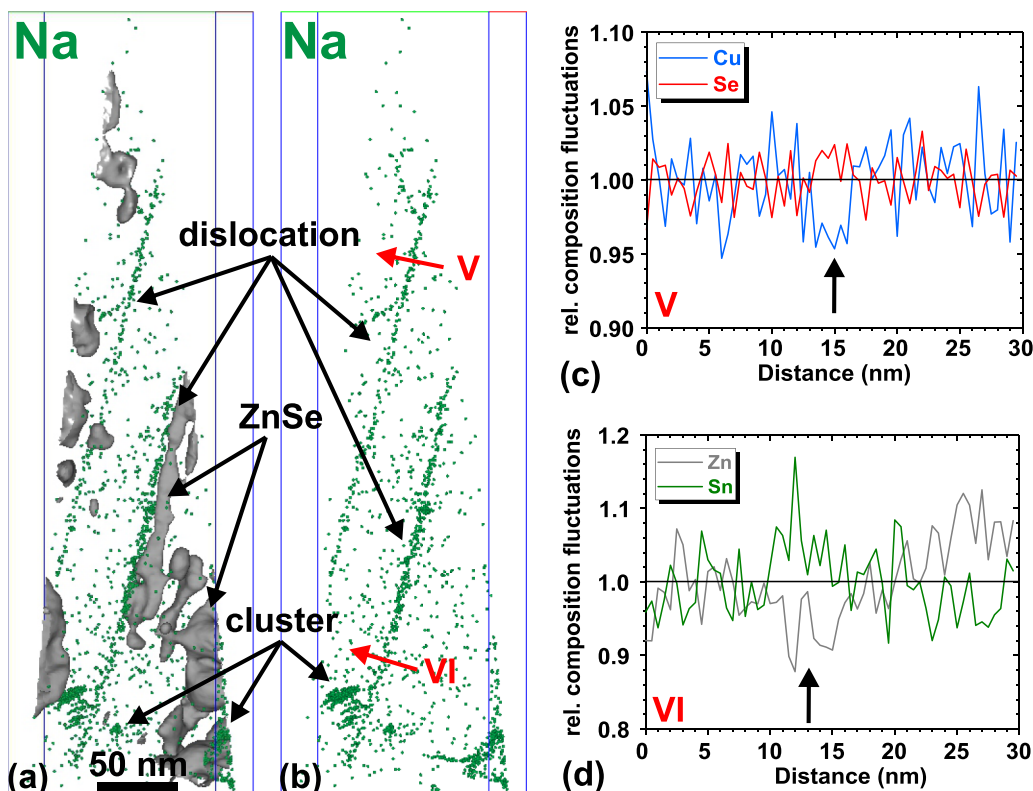 Na
Na
dislocation
V
ZnSe
cluster
VI
50 nm
(a)
(b)
1.10
1.05
1.00
0.95
0.90
rel. composition fluctuations
Cu
Se
V
0 5 10 15 20 25 30
Distance (nm)
(c)
1.2
1.1
1.0
0.9
0.8
rel. composition fluctuations
Zn
Sn
VI
0 5 10 15 20 25 30
Distance (nm)
(d)